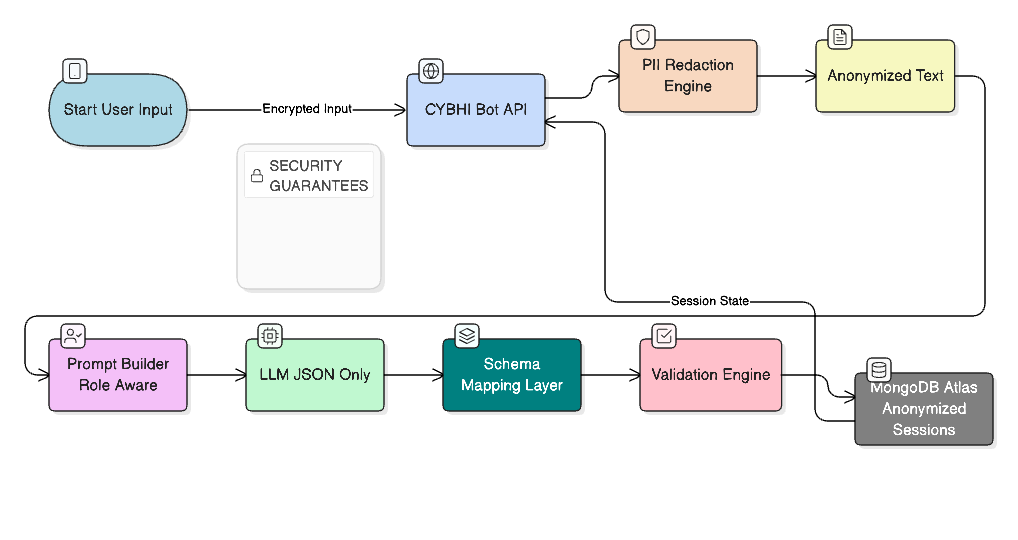 Start User Input
Encrypted Input
CYBHI Bot API
PII Redaction
Engine
Anonymized Text
SECURITY
GUARANTEES
Session State
Prompt Builder
Role Aware
LLM JSON Only
Schema
Mapping Layer
Validation Engine
MongoDB Atlas
Anonymized
Sessions